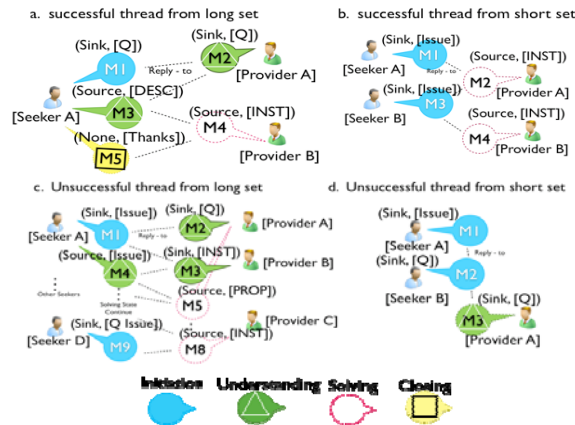 a. successful thread from long set
(Sink, [Q])
(Sink, [Q])
M1
M2
Reply - to
[Provider A]
(Source, [DESC])
[Seeker A]
M3
(Source, [INST])
M4
(None, [Thanks])
M5
[Provider B]
b. successful thread from short set
(Sink, [Issue])
M1
(Source, [INST])
[Seeker A]
Reply - to
M2
(Sink, [Issue])
[Provider A]
M3
(Source, [INST])
[Seeker B]
M4
[Provider B]
c. Unsuccessful thread from long set
(Sink, [Issue])
(Sink, [Q])
M1
M2
[Provider A]
[Seeker A]
Reply - to
(Sink, [INST])
(Source, [Issue])
M3
[Provider B]
M4
(Source, [PROP])
Other Seekers
Solving State
Continue
M5
[Provider C]
(Sink, [Q Issue])
(Source, [INST])
[Seeker D]
M9
M8
d. Unsuccessful thread from short set
(Sink, [Issue])
M1
[Seeker A]
Reply - to
(Sink, [Q])
M2
[Seeker B]
(Sink, [Q])
M3
[Provider A]
Initiation Understanding Solving Closing